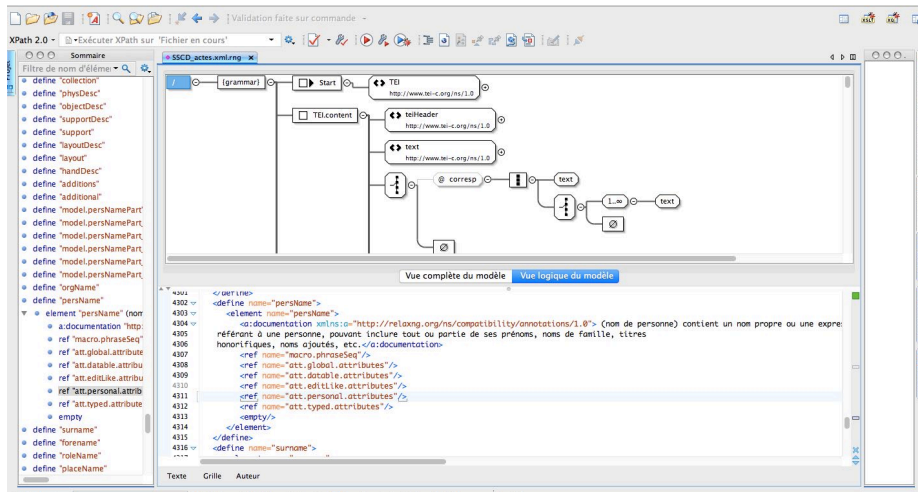 Validation faite sur commande
XPath 2.0
Exécuter XPath sur 'Fichier en cours'
Sommaire
Filtre de nom d'éléme
define "collection"
define "physDesc"
define "objectDesc"
define "supportDesc"
define "support"
define "layoutDesc"
define "layout"
define "handDesc"
define "additions"
define "additional"
define "model.persNamePart"
define "model.persNamePart_
define "model.persNamePart_
define "model.persNamePart_
define "model.persNamePart_
define "model.persNamePart_
define "orgName"
define "persName"
element "persName" (nom
a:documentation "http:
ref "macro.phraseSeq"
ref "att.global.attribute
ref "att.datable.attribu
ref "att.editLike.attribu
ref "att.personal.attrib
ref "att.typed.attribute
empty
define "surname"
define "forename"
define "roleName"
define "placeName"
SSCD_actes.xml.rng
/
{grammar}
Start
TEI
http://www.tei-c.org/ns/1.0
TEI.content
teiHeader
http://www.tei-c.org/ns/1.0
text
http://www.tei-c.org/ns/1.0
@ corresp
text
1..∞
text
∅
∅
Vue complète du modèle
Vue logique du modèle
4301 </define>
4302 <define name="persName">
4303 <element name="persName">
4304 <a:documentation xmlns:a="http://relaxng.org/ns/compatibility/annotations/1.0"> (nom de personne) contient un nom propre ou une expre
4305 référant à une personne, pouvant inclure tout ou partie de ses prénoms, noms de famille, titres
4306 honorifiques, noms ajoutés, etc.</a:documentation>
4307 <ref name="macro.phraseSeq"/>
4308 <ref name="att.global.attributes"/>
4309 <ref name="att.datable.attributes"/>
4310 <ref name="att.editLike.attributes"/>
4311 <ref name="att.personal.attributes"/>
4312 <ref name="att.typed.attributes"/>
4313 <empty/>
4314 </element>
4315 </define>
4316 <define name="surname">
Texte Grille Auteur